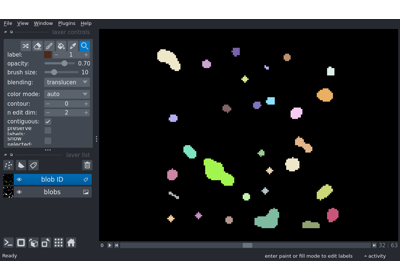 File View Window Plugins Help
layer controls
label: 1
opacity: 0.70
brush size: 10
blending: translucen
color mode: auto
contour: 0
n edit dim: 2
contiguous:
preserve labels:
show selected:
layer list
blob ID
blobs
0 32 63
Ready enter paint or fill mode to edit labels activity